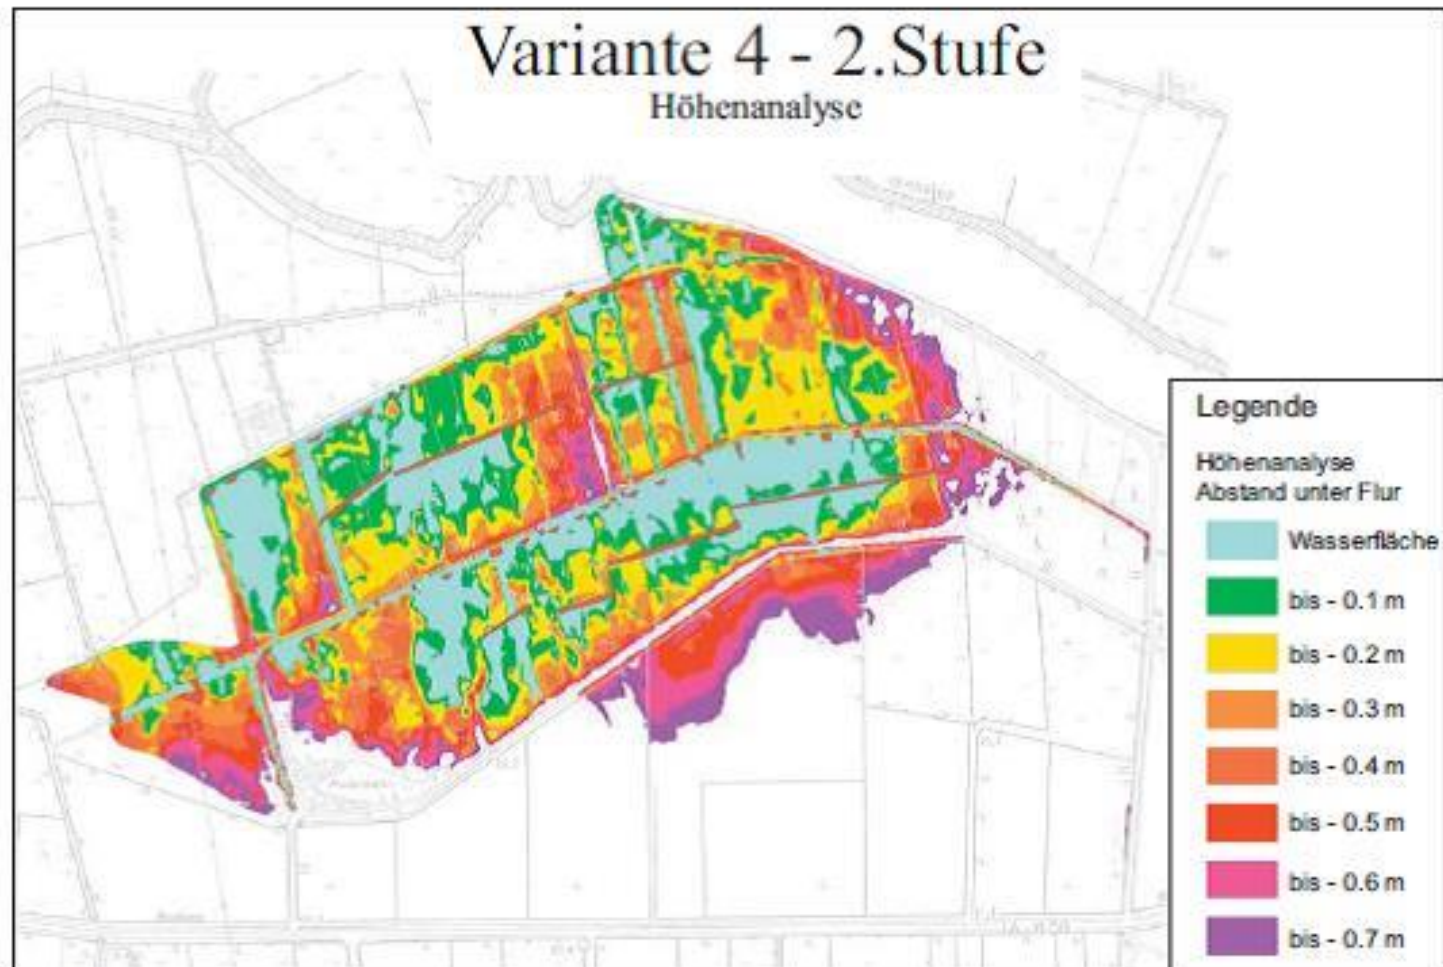 Variante 4 - 2.Stufe
Höhenanalyse
Legende
Höhenanalyse
Abstand unter Flur
Wasserfläche
bis - 0.1 m
bis - 0.2 m
bis - 0.3 m
bis - 0.4 m
bis - 0.5 m
bis - 0.6 m
bis - 0.7 m